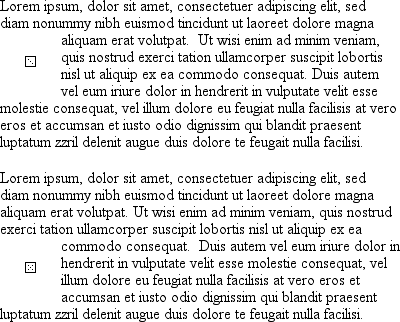 Lorem ipsum, dolor sit amet, consectetuer adipiscing elit, sed
diam nonummy nibh euismod tincidunt ut laoreet dolore magna
aliquam erat volutpat.  Ut wisi enim ad minim veniam,
quis nostrud exerci tation ullamcorper suscipit lobortis
nisl ut aliquip ex ea commodo consequat. Duis autem
vel eum iriure dolor in hendrerit in vulputate velit esse
molestie consequat, vel illum dolore eu feugiat nulla facilisis at vero
eros et accumsan et iusto odio dignissim qui blandit praesent
luptatum zzril delenit augue duis dolore te feugait nulla facilisi.
Lorem ipsum, dolor sit amet, consectetuer adipiscing elit, sed
diam nonummy nibh euismod tincidunt ut laoreet dolore magna
aliquam erat volutpat. Ut wisi enim ad minim veniam, quis nostrud
exerci tation ullamcorper suscipit lobortis nisl ut aliquip ex ea
commodo consequat.  Duis autem vel eum iriure dolor in
hendrerit in vulputate velit esse molestie consequat, vel
illum dolore eu feugiat nulla facilisis at vero eros et
accumsan et iusto odio dignissim qui blandit praesent
luptatum zzril delenit augue duis dolore te feugait nulla facilisi.